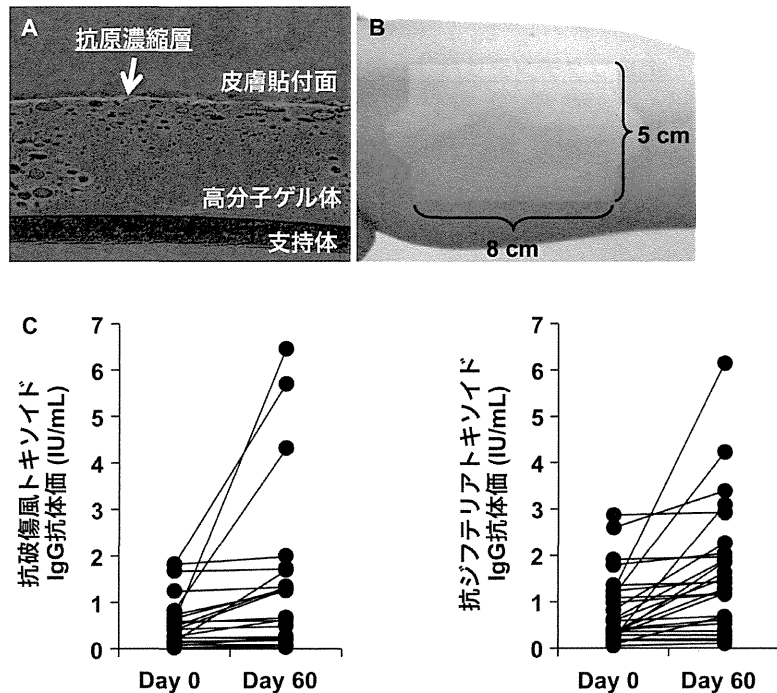 A
抗原濃縮層
皮膚貼付面
高分子ゲル体
支持体
B
5 cm
8 cm
C
抗破傷風トキソイド
IgG抗体価 (IU/mL)
7
6
5
4
3
2
1
0
Day 0 Day 60
抗ジフテリアトキソイド
IgG抗体価 (IU/mL)
7
6
5
4
3
2
1
0
Day 0 Day 60